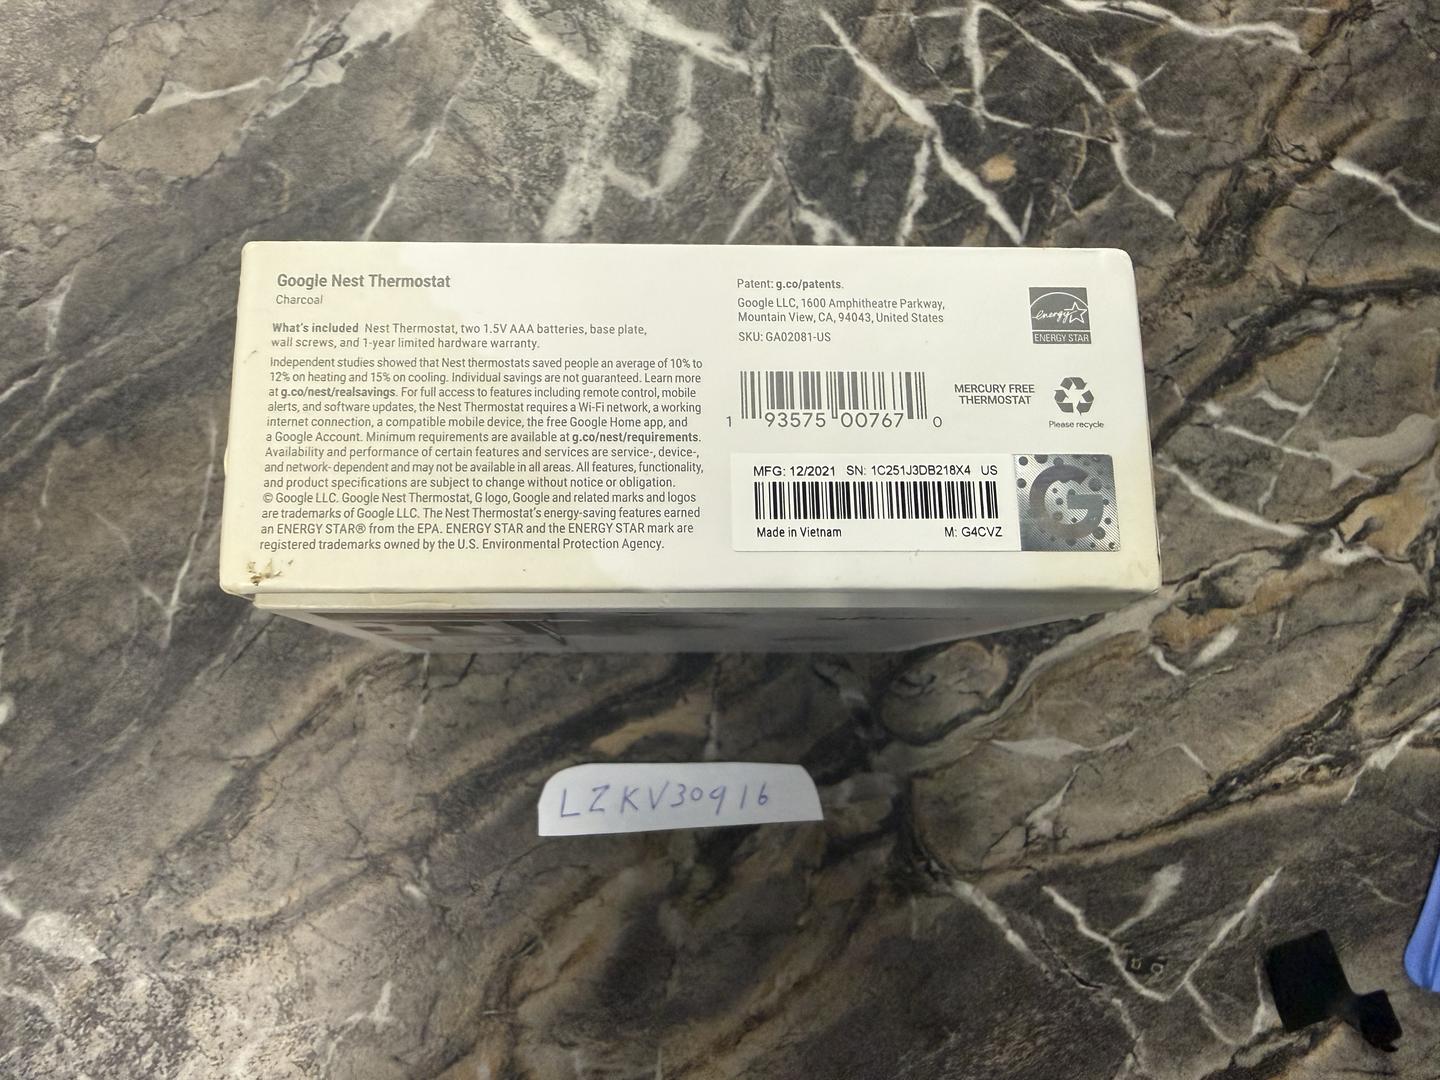 Google Nest Thermostat
Charcoal
What's included Nest Thermostat, two 1.5V AAA batteries, base plate,
wall screws, and 1-year limited hardware warranty.
Independent studies showed that Nest thermostats saved people an average of 10% to
12% on heating and 15% on cooling. Individual savings are not guaranteed. Learn more
at g.co/nest/realsavings. For full access to features including remote control, mobile
alerts, and software updates, the Nest Thermostat requires a Wi-Fi network, a working
internet connection, a compatible mobile device, the free Google Home app, and
a Google Account. Minimum requirements are available at g.co/nest/requirements.
Availability and performance of certain features and services are service-, device-,
and network- dependent and may not be available in all areas. All features, functionality,
and product specifications are subject to change without notice or obligation.
© Google LLC. Google Nest Thermostat, G logo, Google and related marks and logos
are trademarks of Google LLC. The Nest Thermostat's energy-saving features earned
an ENERGY STAR® from the EPA. ENERGY STAR and the ENERGY STAR mark are
registered trademarks owned by the U.S. Environmental Protection Agency.
Patent: g.co/patents.
Google LLC, 1600 Amphitheatre Parkway,
Mountain View, CA, 94043, United States
SKU: GA02081-US
energy
ENERGY STAR
1 93575 00767 0
MERCURY FREE
THERMOSTAT
Please recycle
MFG: 12/2021 SN: 1C251J3DB218X4 US
Made in Vietnam M: G4CVZ
G
LZKV30916